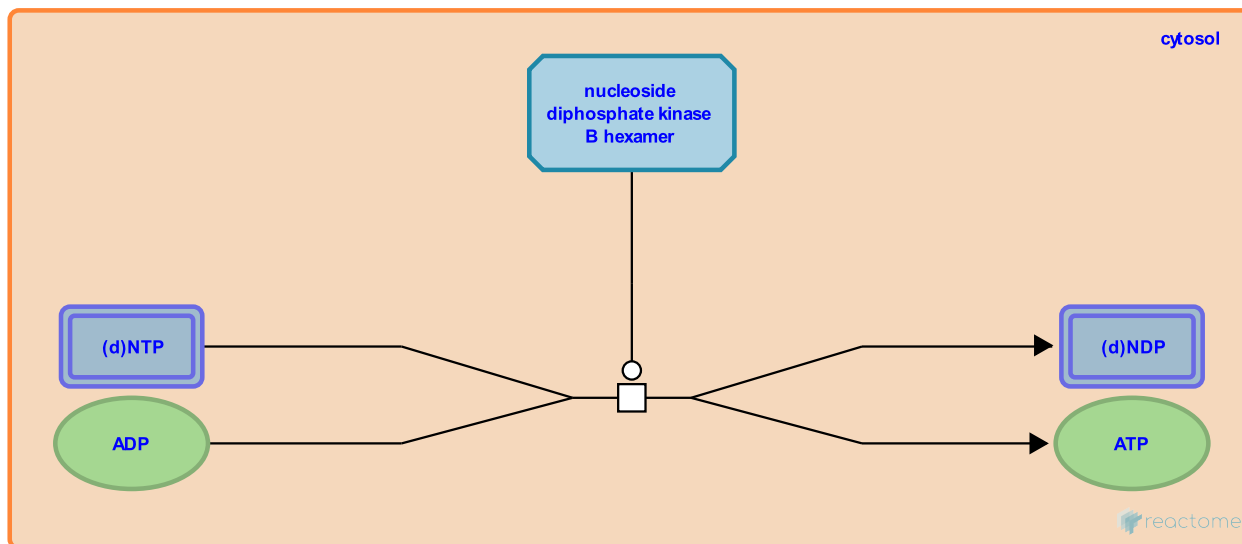 cytosol
nucleoside
diphosphate kinase
B hexamer
(d)NTP
(d)NDP
ADP
ATP
reactome